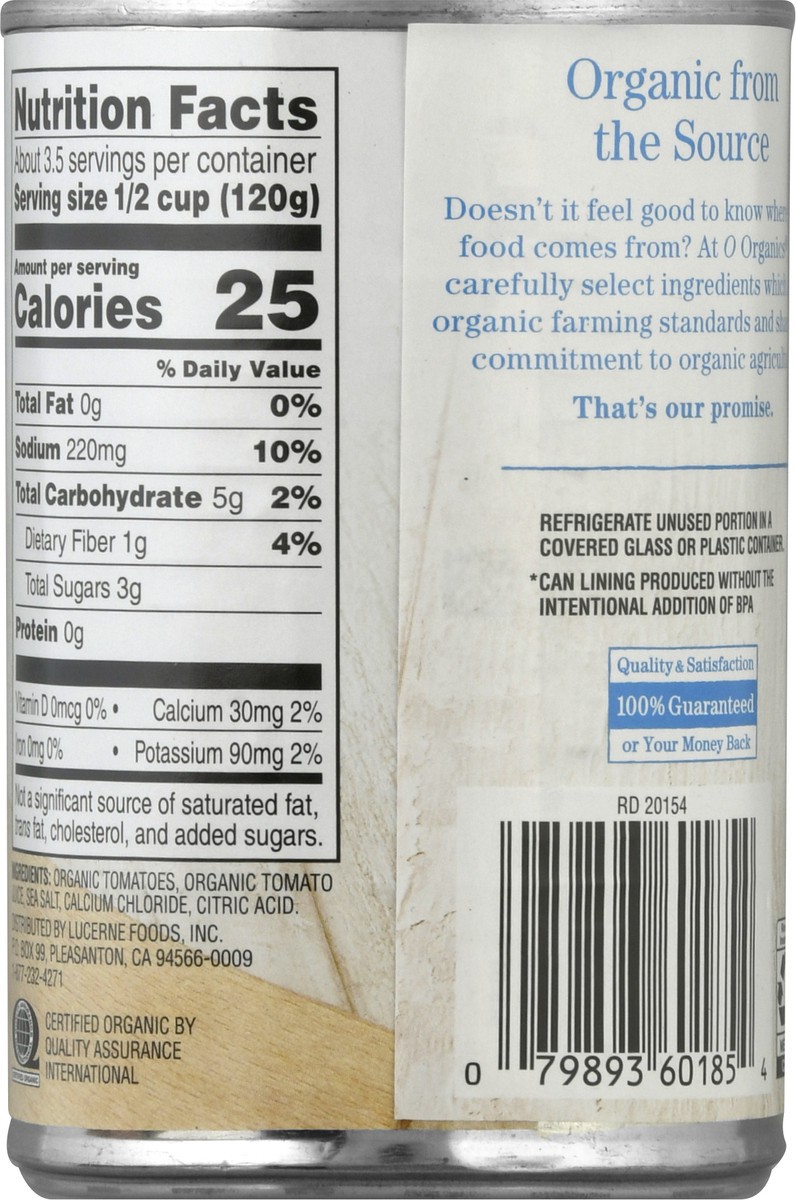 Nutrition Facts
About 3.5 servings per container
Serving size 1/2 cup (120g)
Amount per serving
Calories 25
% Daily Value
Total Fat 0g 0%
Sodium 220mg 10%
Total Carbohydrate 5g 2%
Dietary Fiber 1g 4%
Total Sugars 3g
Protein 0g
Vitamin D 0mcg 0% • Calcium 30mg 2%
Iron 0mg 0% • Potassium 90mg 2%
Not a significant source of saturated fat,
trans fat, cholesterol, and added sugars.
INGREDIENTS: ORGANIC TOMATOES, ORGANIC TOMATO
JUICE, SEA SALT, CALCIUM CHLORIDE, CITRIC ACID.
DISTRIBUTED BY LUCERNE FOODS, INC.
P.O. BOX 99, PLEASANTON, CA 94566-0009
1-877-232-4271
CERTIFIED ORGANIC BY
QUALITY ASSURANCE
INTERNATIONAL
Organic from
the Source
Doesn't it feel good to know
food comes from? At O Organics
carefully select ingredients
organic farming standards and
commitment to organic
That's our promise.
REFRIGERATE UNUSED PORTION IN A
COVERED GLASS OR PLASTIC CONTAINER.
*CAN LINING PRODUCED WITHOUT THE
INTENTIONAL ADDITION OF BPA
Quality & Satisfaction
100% Guaranteed
or Your Money Back
RD 20154
0 79893 60185 4